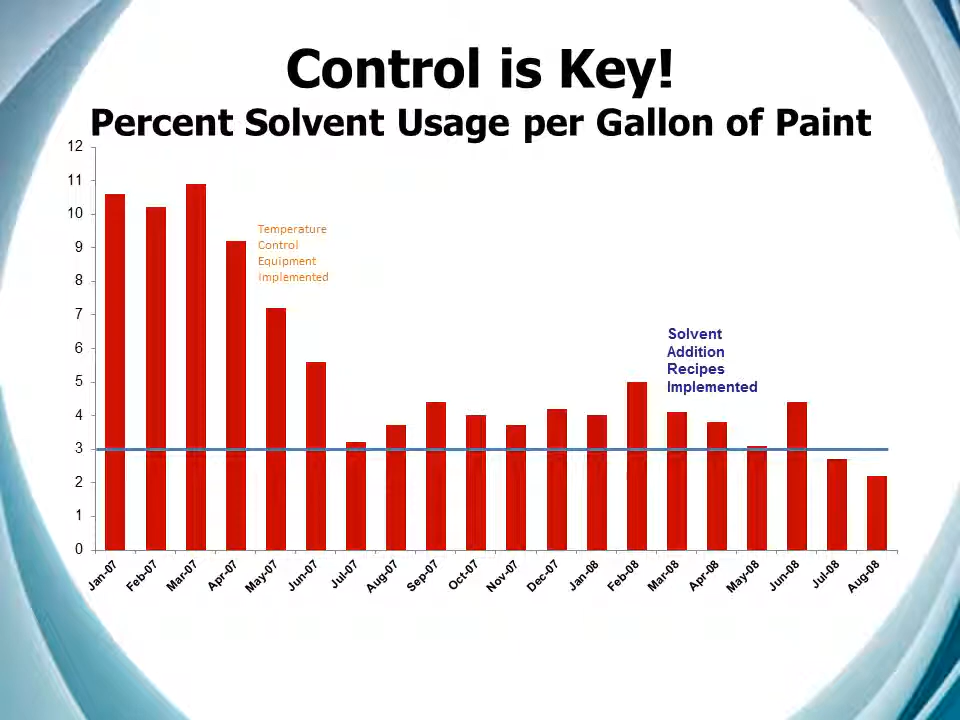 Control is Key!
Percent Solvent Usage per Gallon of Paint
12
11
10
9
8
7
6
5
4
3
2
1
0
Temperature
Control
Equipment
Implemented
Solvent
Addition
Recipes
Implemented
Jan-07
Feb-07
Mar-07
Apr-07
May-07
Jun-07
Jul-07
Aug-07
Sep-07
Oct-07
Nov-07
Dec-07
Jan-08
Feb-08
Mar-08
Apr-08
May-08
Jun-08
Jul-08
Aug-08